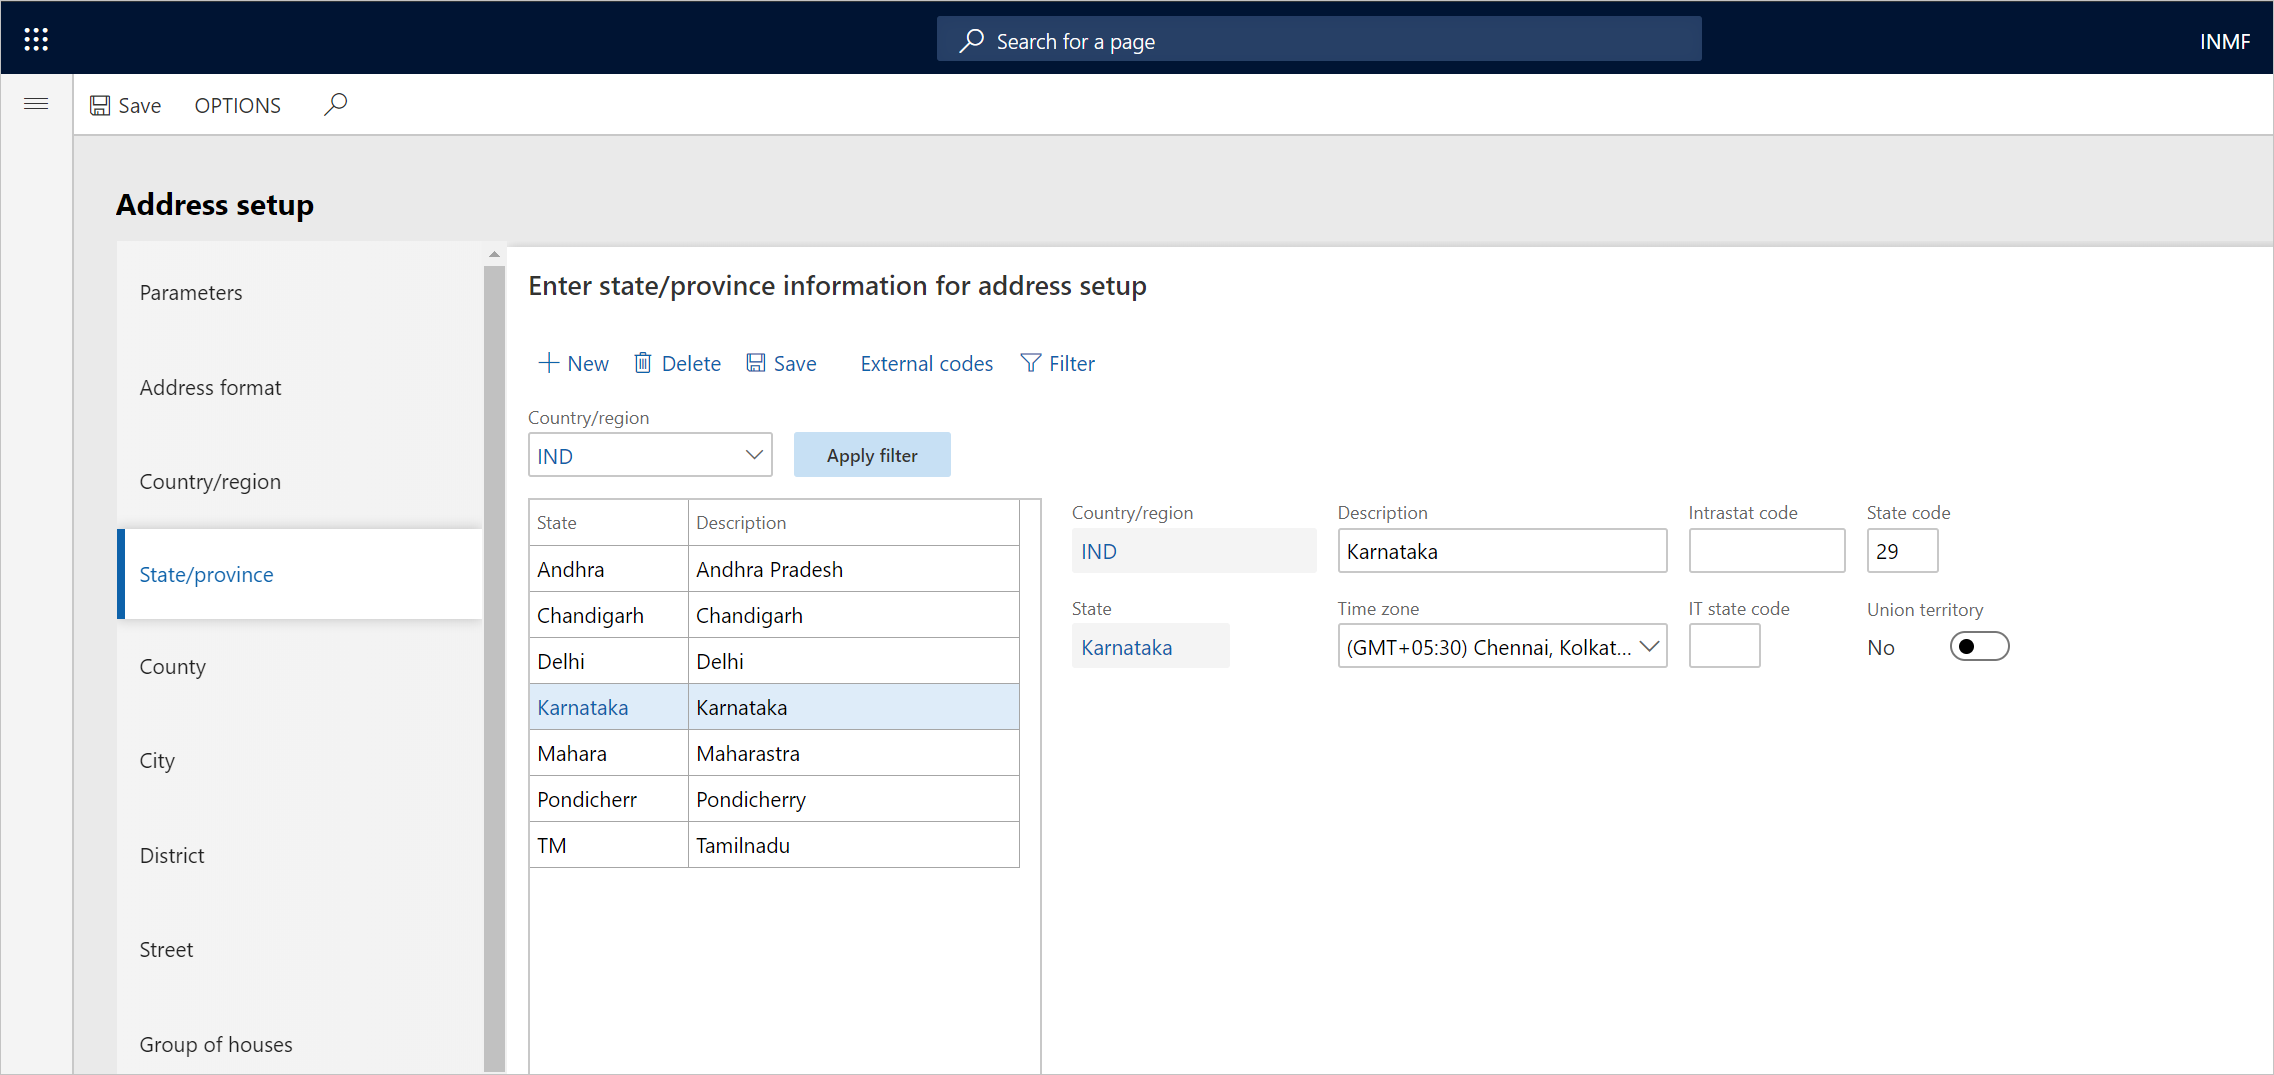 Search for a page
INMF
Save
OPTIONS
Address setup
Parameters
Address format
Country/region
State/province
County
City
District
Street
Group of houses
Enter state/province information for address setup
New Delete Save External codes Filter
Country/region
IND
Apply filter
State Description
Andhra Andhra Pradesh
Chandigarh Chandigarh
Delhi Delhi
Karnataka Karnataka
Mahara Maharastra
Pondicherr Pondicherry
TM Tamilnadu
Country/region Description Intrastat code State code
IND Karnataka 29
State Time zone IT state code Union territory
Karnataka (GMT+05:30) Chennai, Kolkat... No